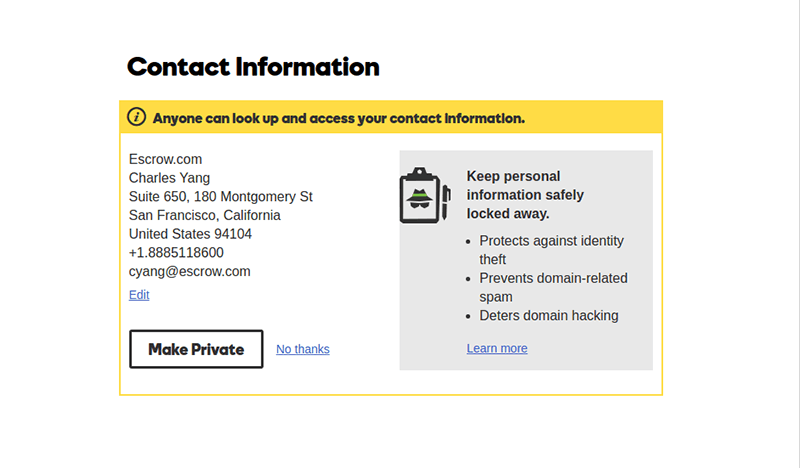 Contact Information
Anyone can look up and access your contact information.
Escrow.com
Charles Yang
Suite 650, 180 Montgomery St
San Francisco, California
United States 94104
+1.8885118600
cyang@escrow.com
Edit
Make Private
No thanks
Keep personal
information safely
locked away.
• Protects against identity
theft
• Prevents domain-related
spam
• Deters domain hacking
Learn more